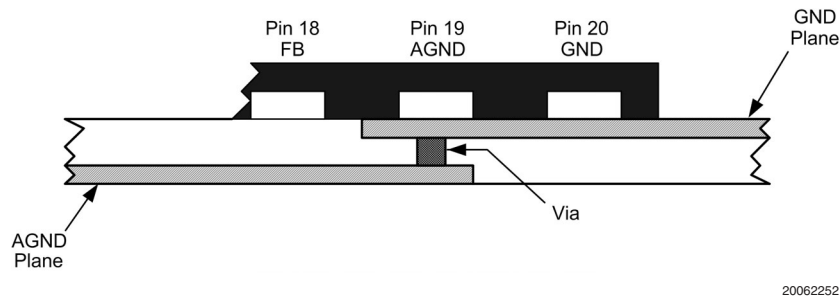 Pin 18
FB
Pin 19
AGND
Pin 20
GND
GND
Plane
Via
AGND
Plane
20062252